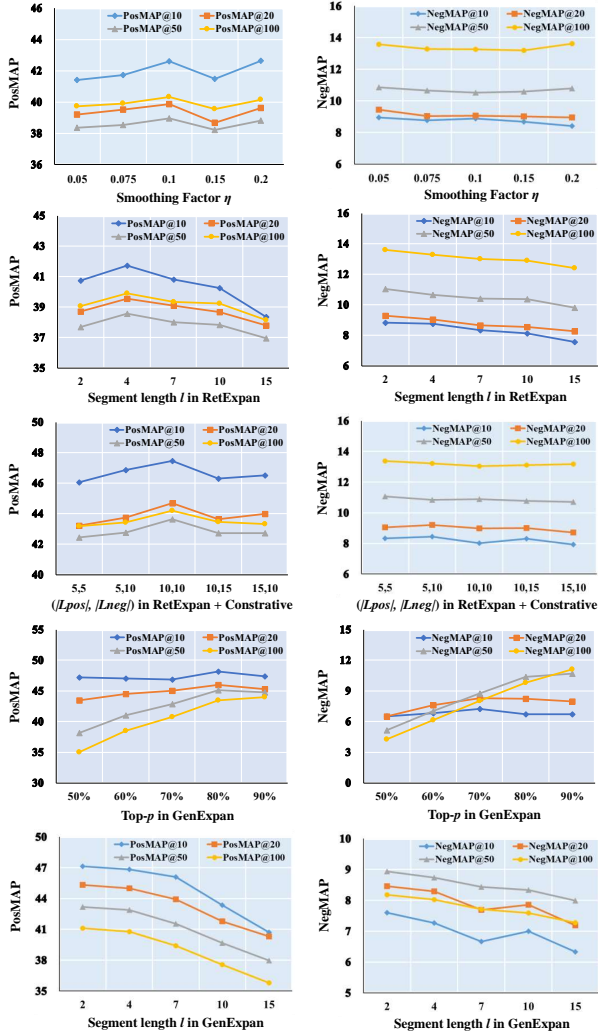 46
44
42
40
38
36
PosMAP
PosMAP@10 PosMAP@20
PosMAP@50 PosMAP@100
0.05 0.075 0.1 0.15 0.2
Smoothing Factor η
16
14
12
10
8
6
NegMAP
NegMAP@10 NegMAP@20
NegMAP@50 NegMAP@100
0.05 0.075 0.1 0.15 0.2
Smoothing Factor η
45
43
41
39
37
35
PosMAP
PosMAP@10 PosMAP@20
PosMAP@50 PosMAP@100
2 4 7 10 15
Segment length l in RetExpan
16
14
12
10
8
6
NegMAP
NegMAP@10 NegMAP@20
NegMAP@50 NegMAP@100
2 4 7 10 15
Segment length l in RetExpan
50
48
46
44
42
40
PosMAP
PosMAP@10 PosMAP@20
PosMAP@50 PosMAP@100
5,5 5,10 10,10 10,15 15,10
(|Lpos|, |Lneg|) in RetExpan + Constrative
16
14
12
10
8
6
NegMAP
NegMAP@10 NegMAP@20
NegMAP@50 NegMAP@100
5,5 5,10 10,10 10,15 15,10
(|Lpos|, |Lneg|) in RetExpan + Constrative
55
50
45
40
35
30
PosMAP
PosMAP@10 PosMAP@20
PosMAP@50 PosMAP@100
50% 60% 70% 80% 90%
Top-p in GenExpan
15
12
9
6
3
0
NegMAP
NegMAP@10 NegMAP@20
NegMAP@50 NegMAP@100
50% 60% 70% 80% 90%
Top-p in GenExpan
50
47
44
41
38
35
PosMAP
PosMAP@10 PosMAP@20
PosMAP@50 PosMAP@100
2 4 7 10 15
Segment length l in GenExpan
10
9
8
7
6
5
NegMAP
NegMAP@10 NegMAP@20
NegMAP@50 NegMAP@100
2 4 7 10 15
Segment length l in GenExpan